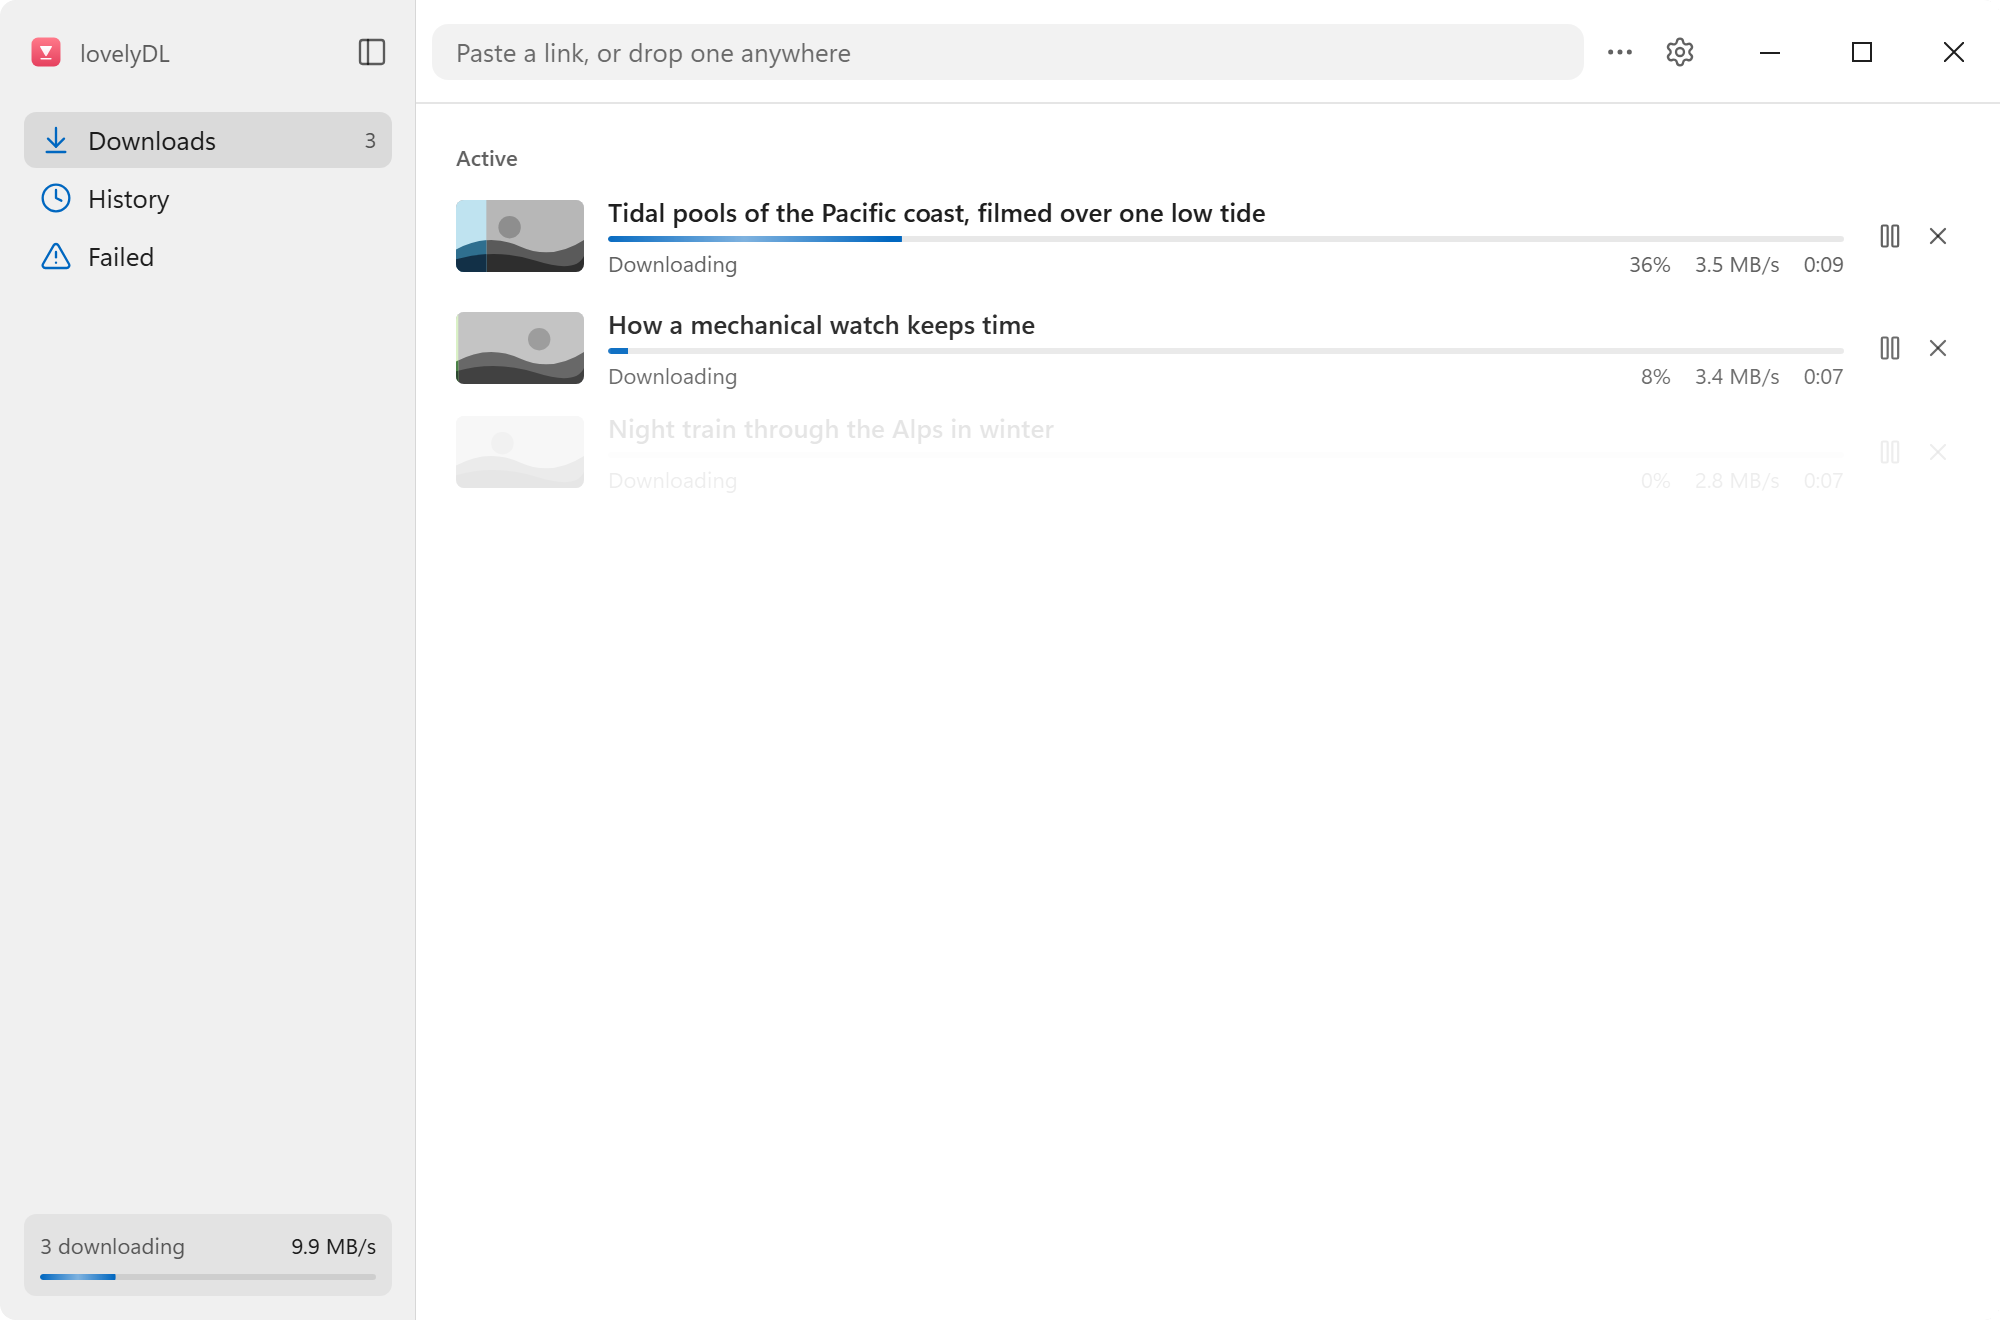 lovelyDL
Paste a link, or drop one anywhere
Downloads 3
History
Failed
Active
Tidal pools of the Pacific coast, filmed over one low tide
Downloading 36% 3.5 MB/s 0:09
How a mechanical watch keeps time
Downloading 8% 3.4 MB/s 0:07
Night train through the Alps in winter
Downloading 0% 2.8 MB/s 0:07
3 downloading 9.9 MB/s